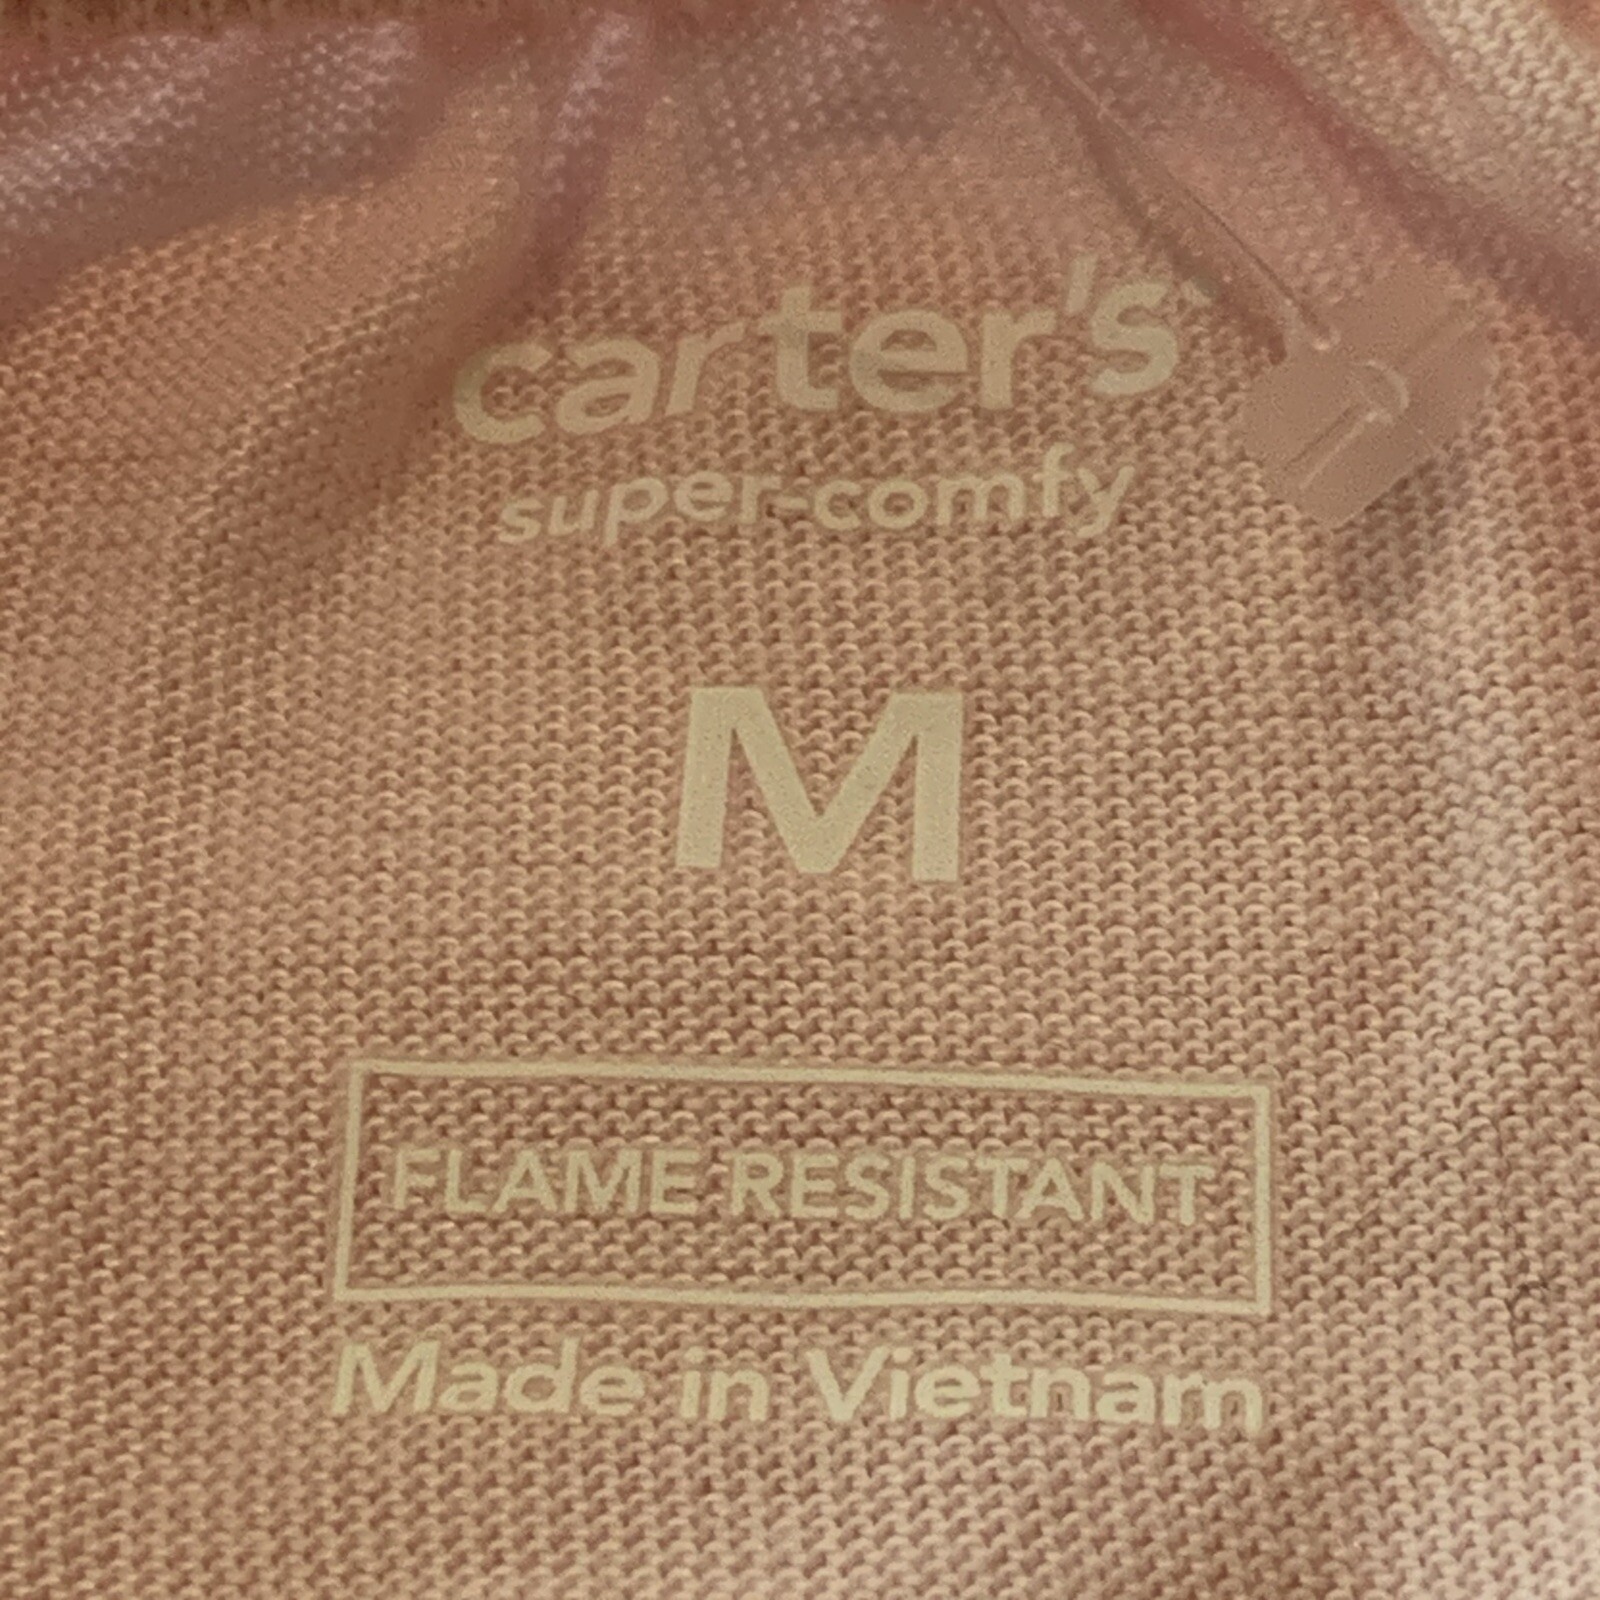 carter's
super-comfy
M
FLAME RESISTANT
Made in Vietnam